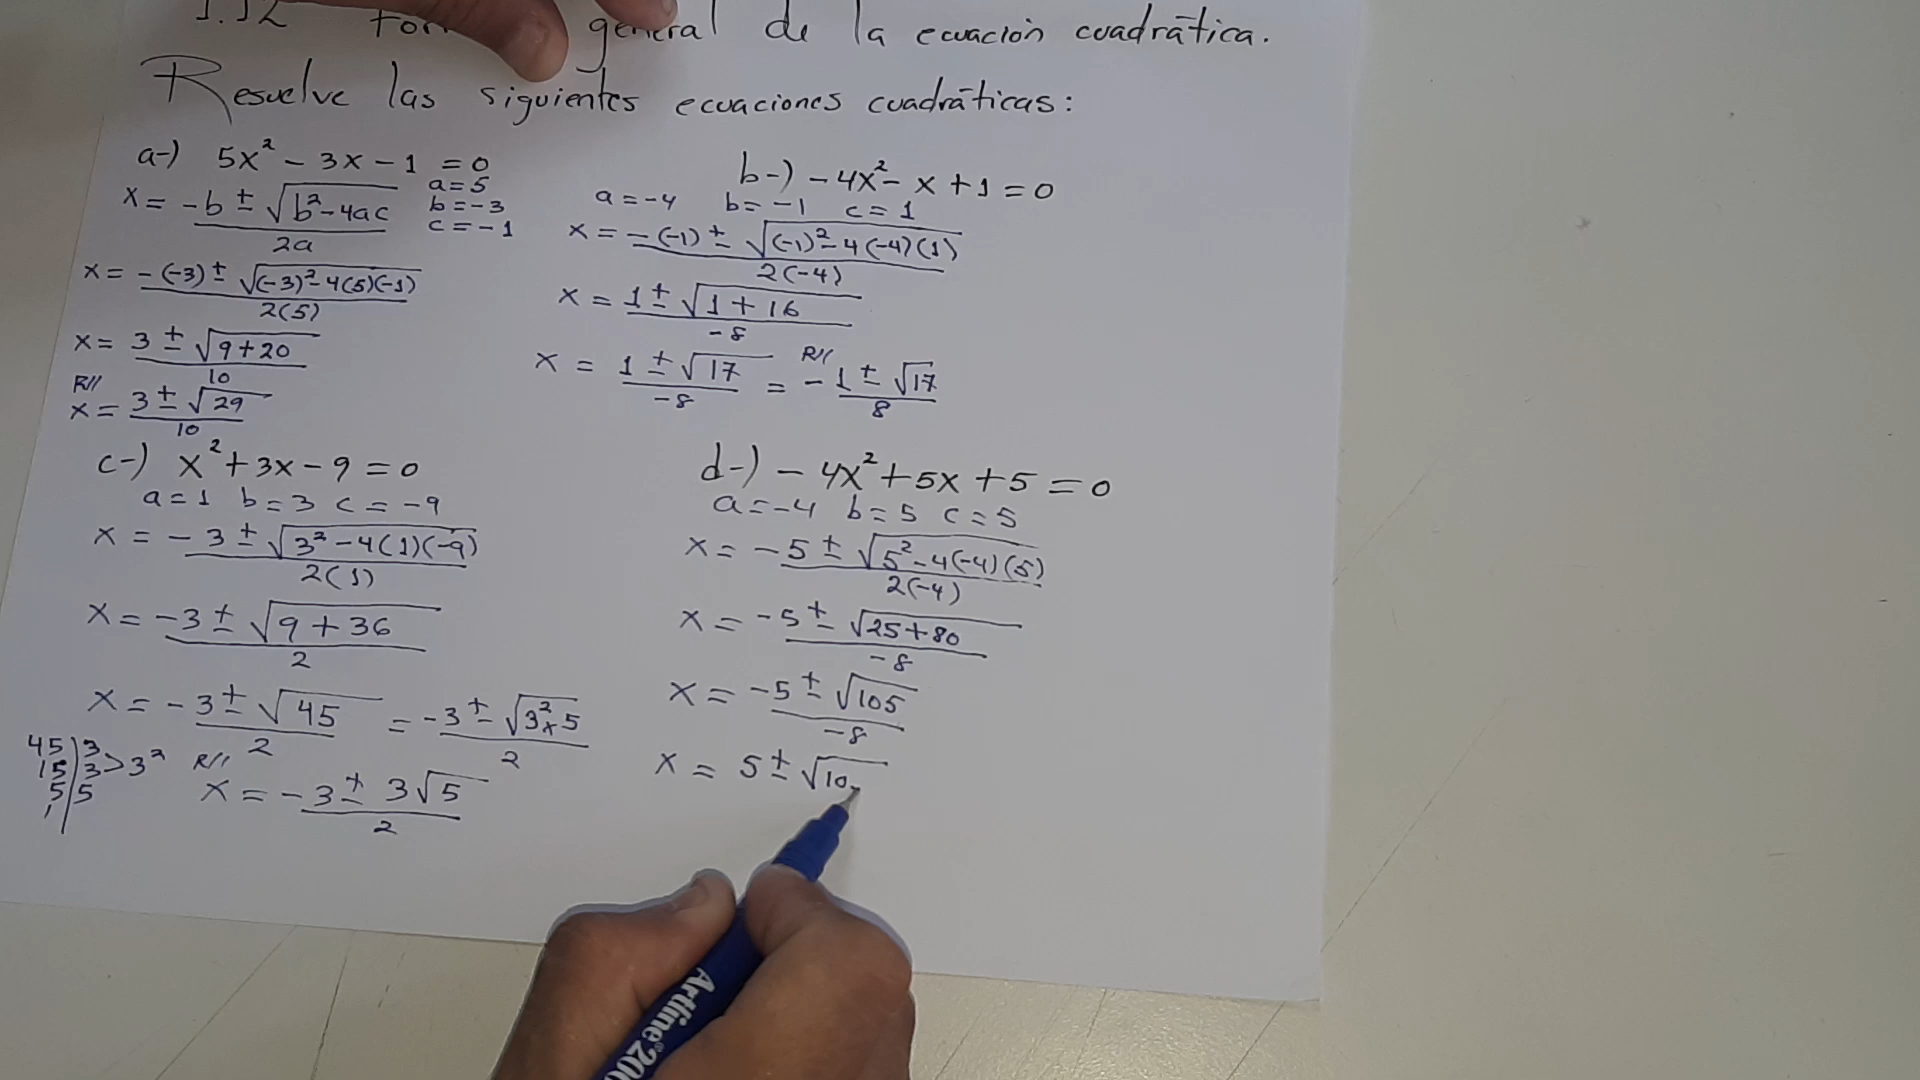 1.12 general de la ecuación cuadrática.
Resuelve las siguientes ecuaciones cuadráticas:
a-) 5x² - 3x - 1 = 0
x = -b ± √b² - 4ac / 2a
a = 5
b = -3
c = -1
x = -(-3) ± √(-3)² - 4(5)(-1) / 2(5)
x = 3 ± √9 + 20 / 10
R//
x = 3 ± √29 / 10
b-) - 4x² - x + 1 = 0
a = -4 b = -1 c = 1
x = -(-1) ± √(-1)² - 4(-4)(1) / 2(-4)
x = 1 ± √1 + 16 / -8
x = 1 ± √17 / -8 = R// - 1 ± √17 / 8
c-) x² + 3x - 9 = 0
a = 1 b = 3 c = -9
x = - 3 ± √3² - 4(1)(-9) / 2(1)
x = -3 ± √9 + 36 / 2
x = - 3 ± √45 / 2 = -3 ± √3² x 5 / 2
45 | 3
15 | 3 > 3²
5 | 5
1
R//
x = - 3 ± 3√5 / 2
d-) - 4x² + 5x + 5 = 0
a = -4 b = 5 c = 5
x = -5 ± √5² - 4(-4)(5) / 2(-4)
x = -5 ± √25 + 80 / -8
x = -5 ± √105 / -8
x = 5 ± √10
Artline 200